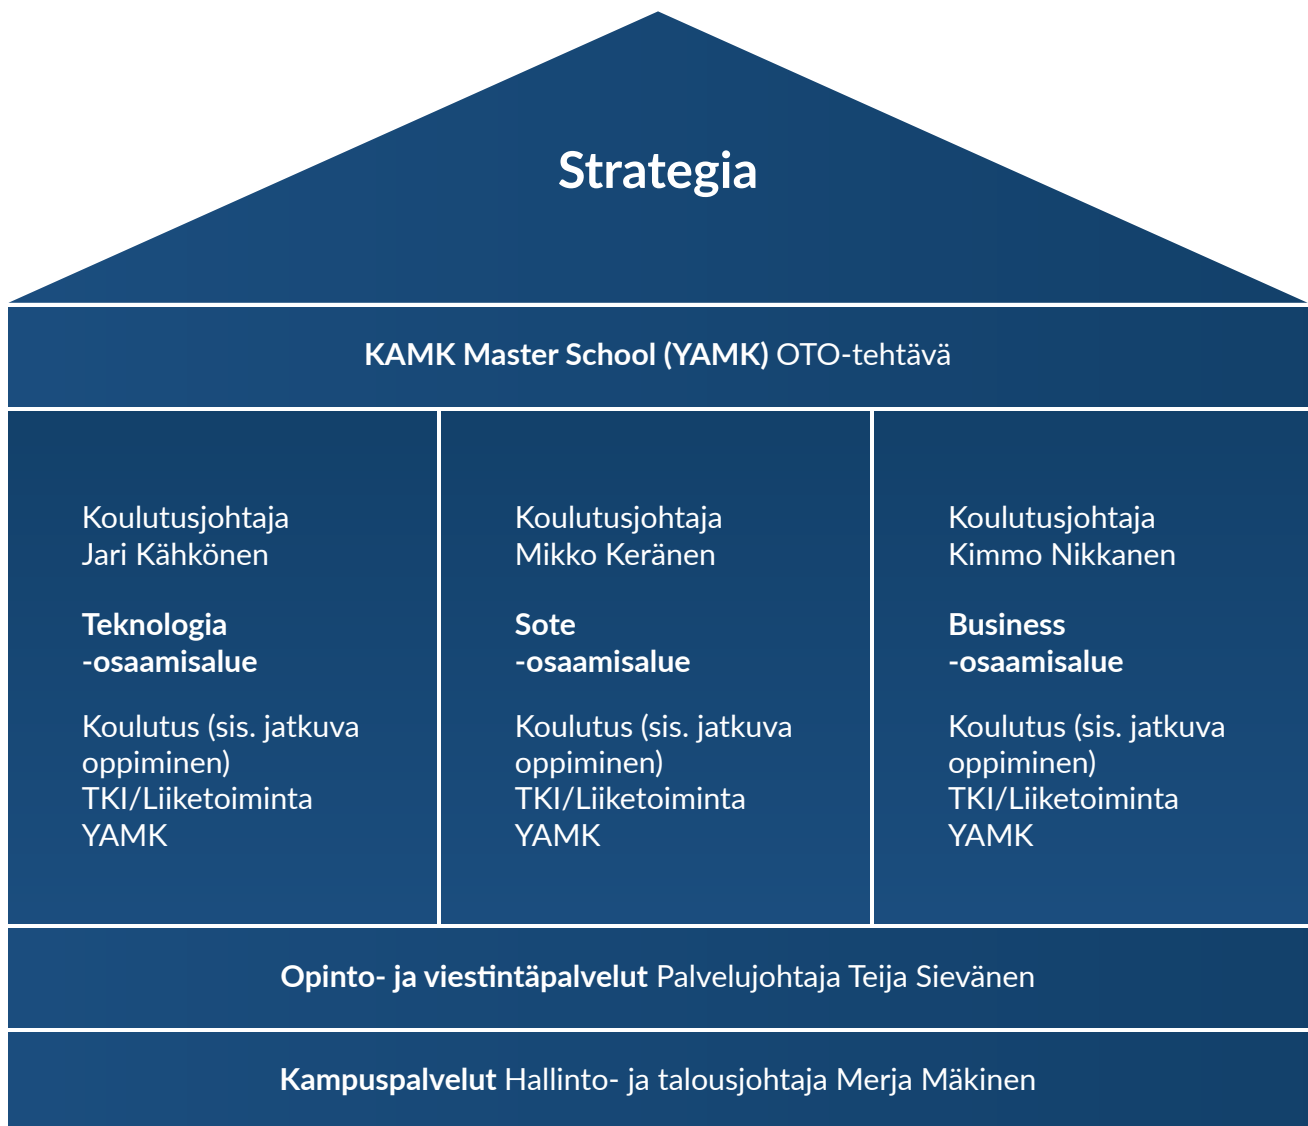 Strategia
KAMK Master School (YAMK) OTO-tehtävä
Koulutusjohtaja
Jari Kähkönen
Teknologia
-osaamisalue
Koulutus (sis. jatkuva
oppiminen)
TKI/Liiketoiminta
YAMK
Koulutusjohtaja
Mikko Keränen
Sote
-osaamisalue
Koulutus (sis. jatkuva
oppiminen)
TKI/Liiketoiminta
YAMK
Koulutusjohtaja
Kimmo Nikkanen
Business
-osaamisalue
Koulutus (sis. jatkuva
oppiminen)
TKI/Liiketoiminta
YAMK
Opinto- ja viestintäpalvelut Palvelujohtaja Teija Sievänen
Kampuspalvelut Hallinto- ja talousjohtaja Merja Mäkinen